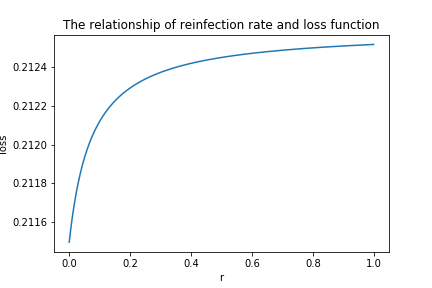 The relationship of reinfection rate and loss function
0.2124
0.2122
0.2120
0.2118
0.2116
loss
0.0 0.2 0.4 0.6 0.8 1.0
r